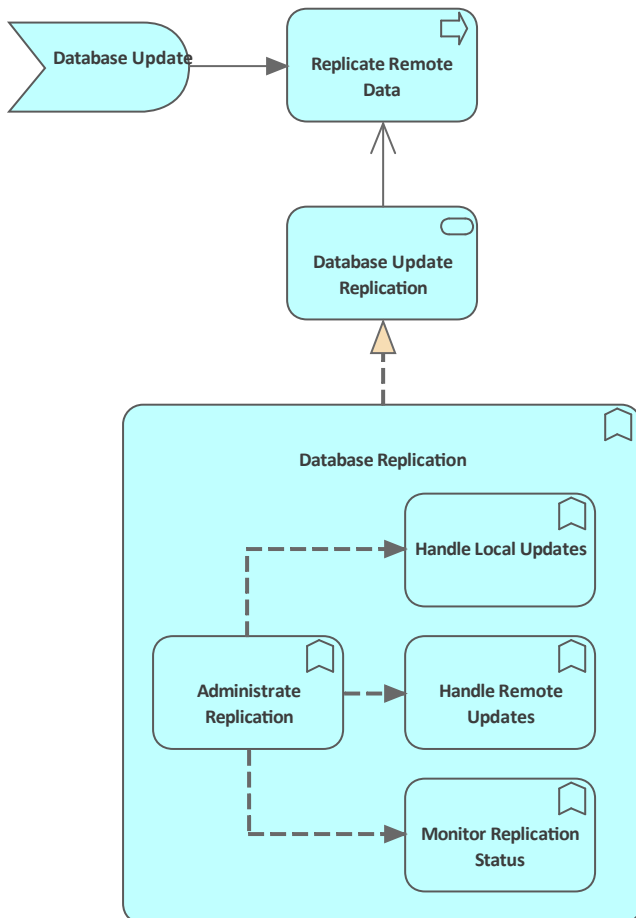 Database Update
Replicate Remote
Data
Database Update
Replication
Database Replication
Handle Local Updates
Administrate
Replication
Handle Remote
Updates
Monitor Replication
Status